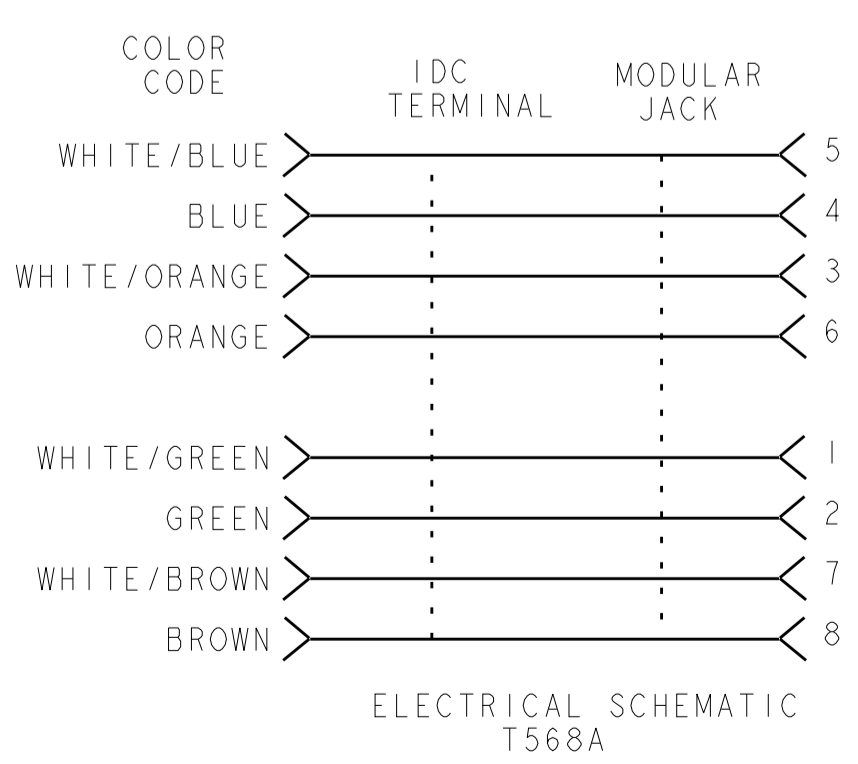 COLOR
CODE
IDC
TERMINAL
MODULAR
JACK
WHITE/BLUE 5
BLUE 4
WHITE/ORANGE 3
ORANGE 6
WHITE/GREEN 1
GREEN 2
WHITE/BROWN 7
BROWN 8
ELECTRICAL SCHEMATIC
T568A